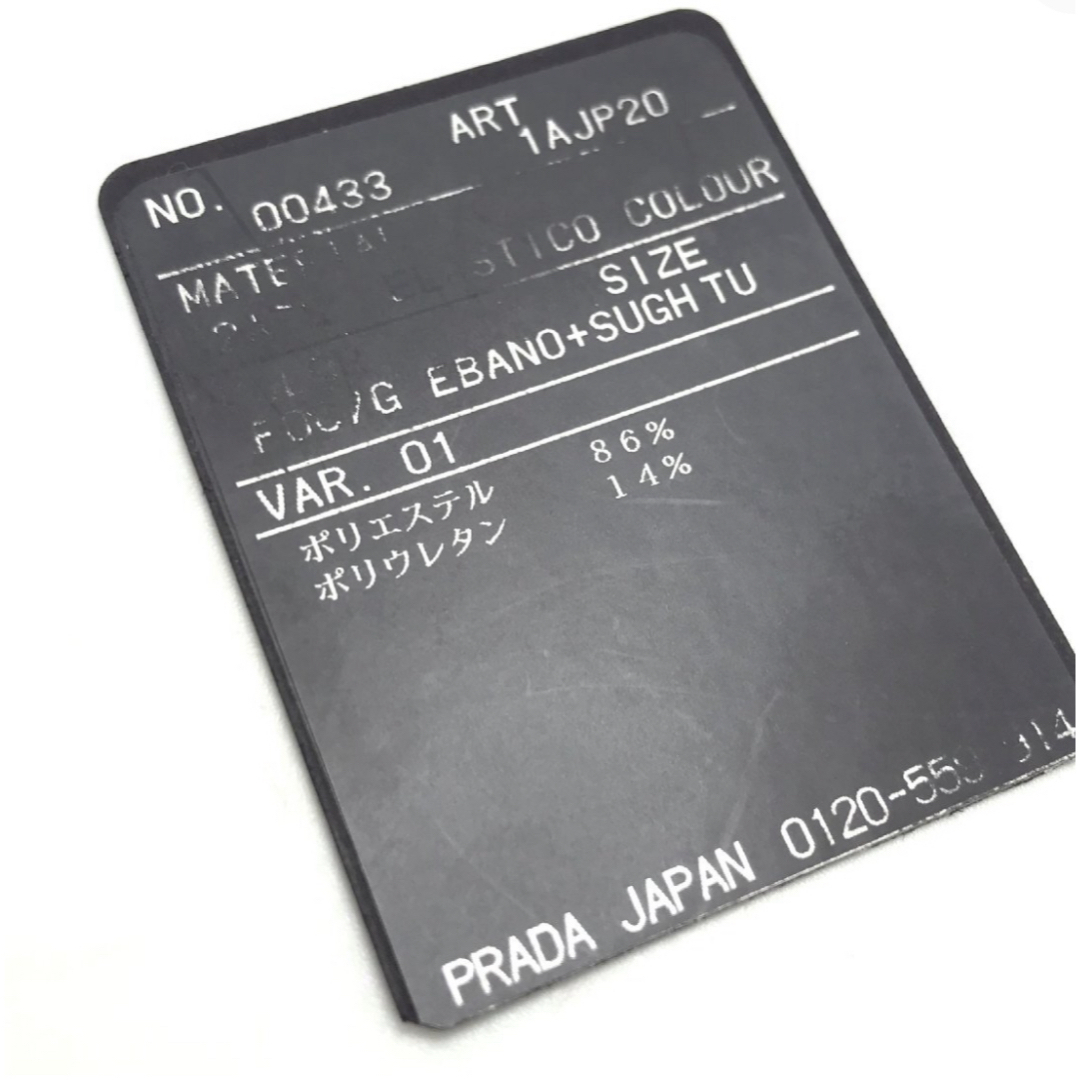 ART
1AJP20
NO. 00433
COLOUR
SIZE
EBANO+SUGH TU
VAR. 01
ポリエステル 86%
ポリウレタン 14%
PRADA JAPAN